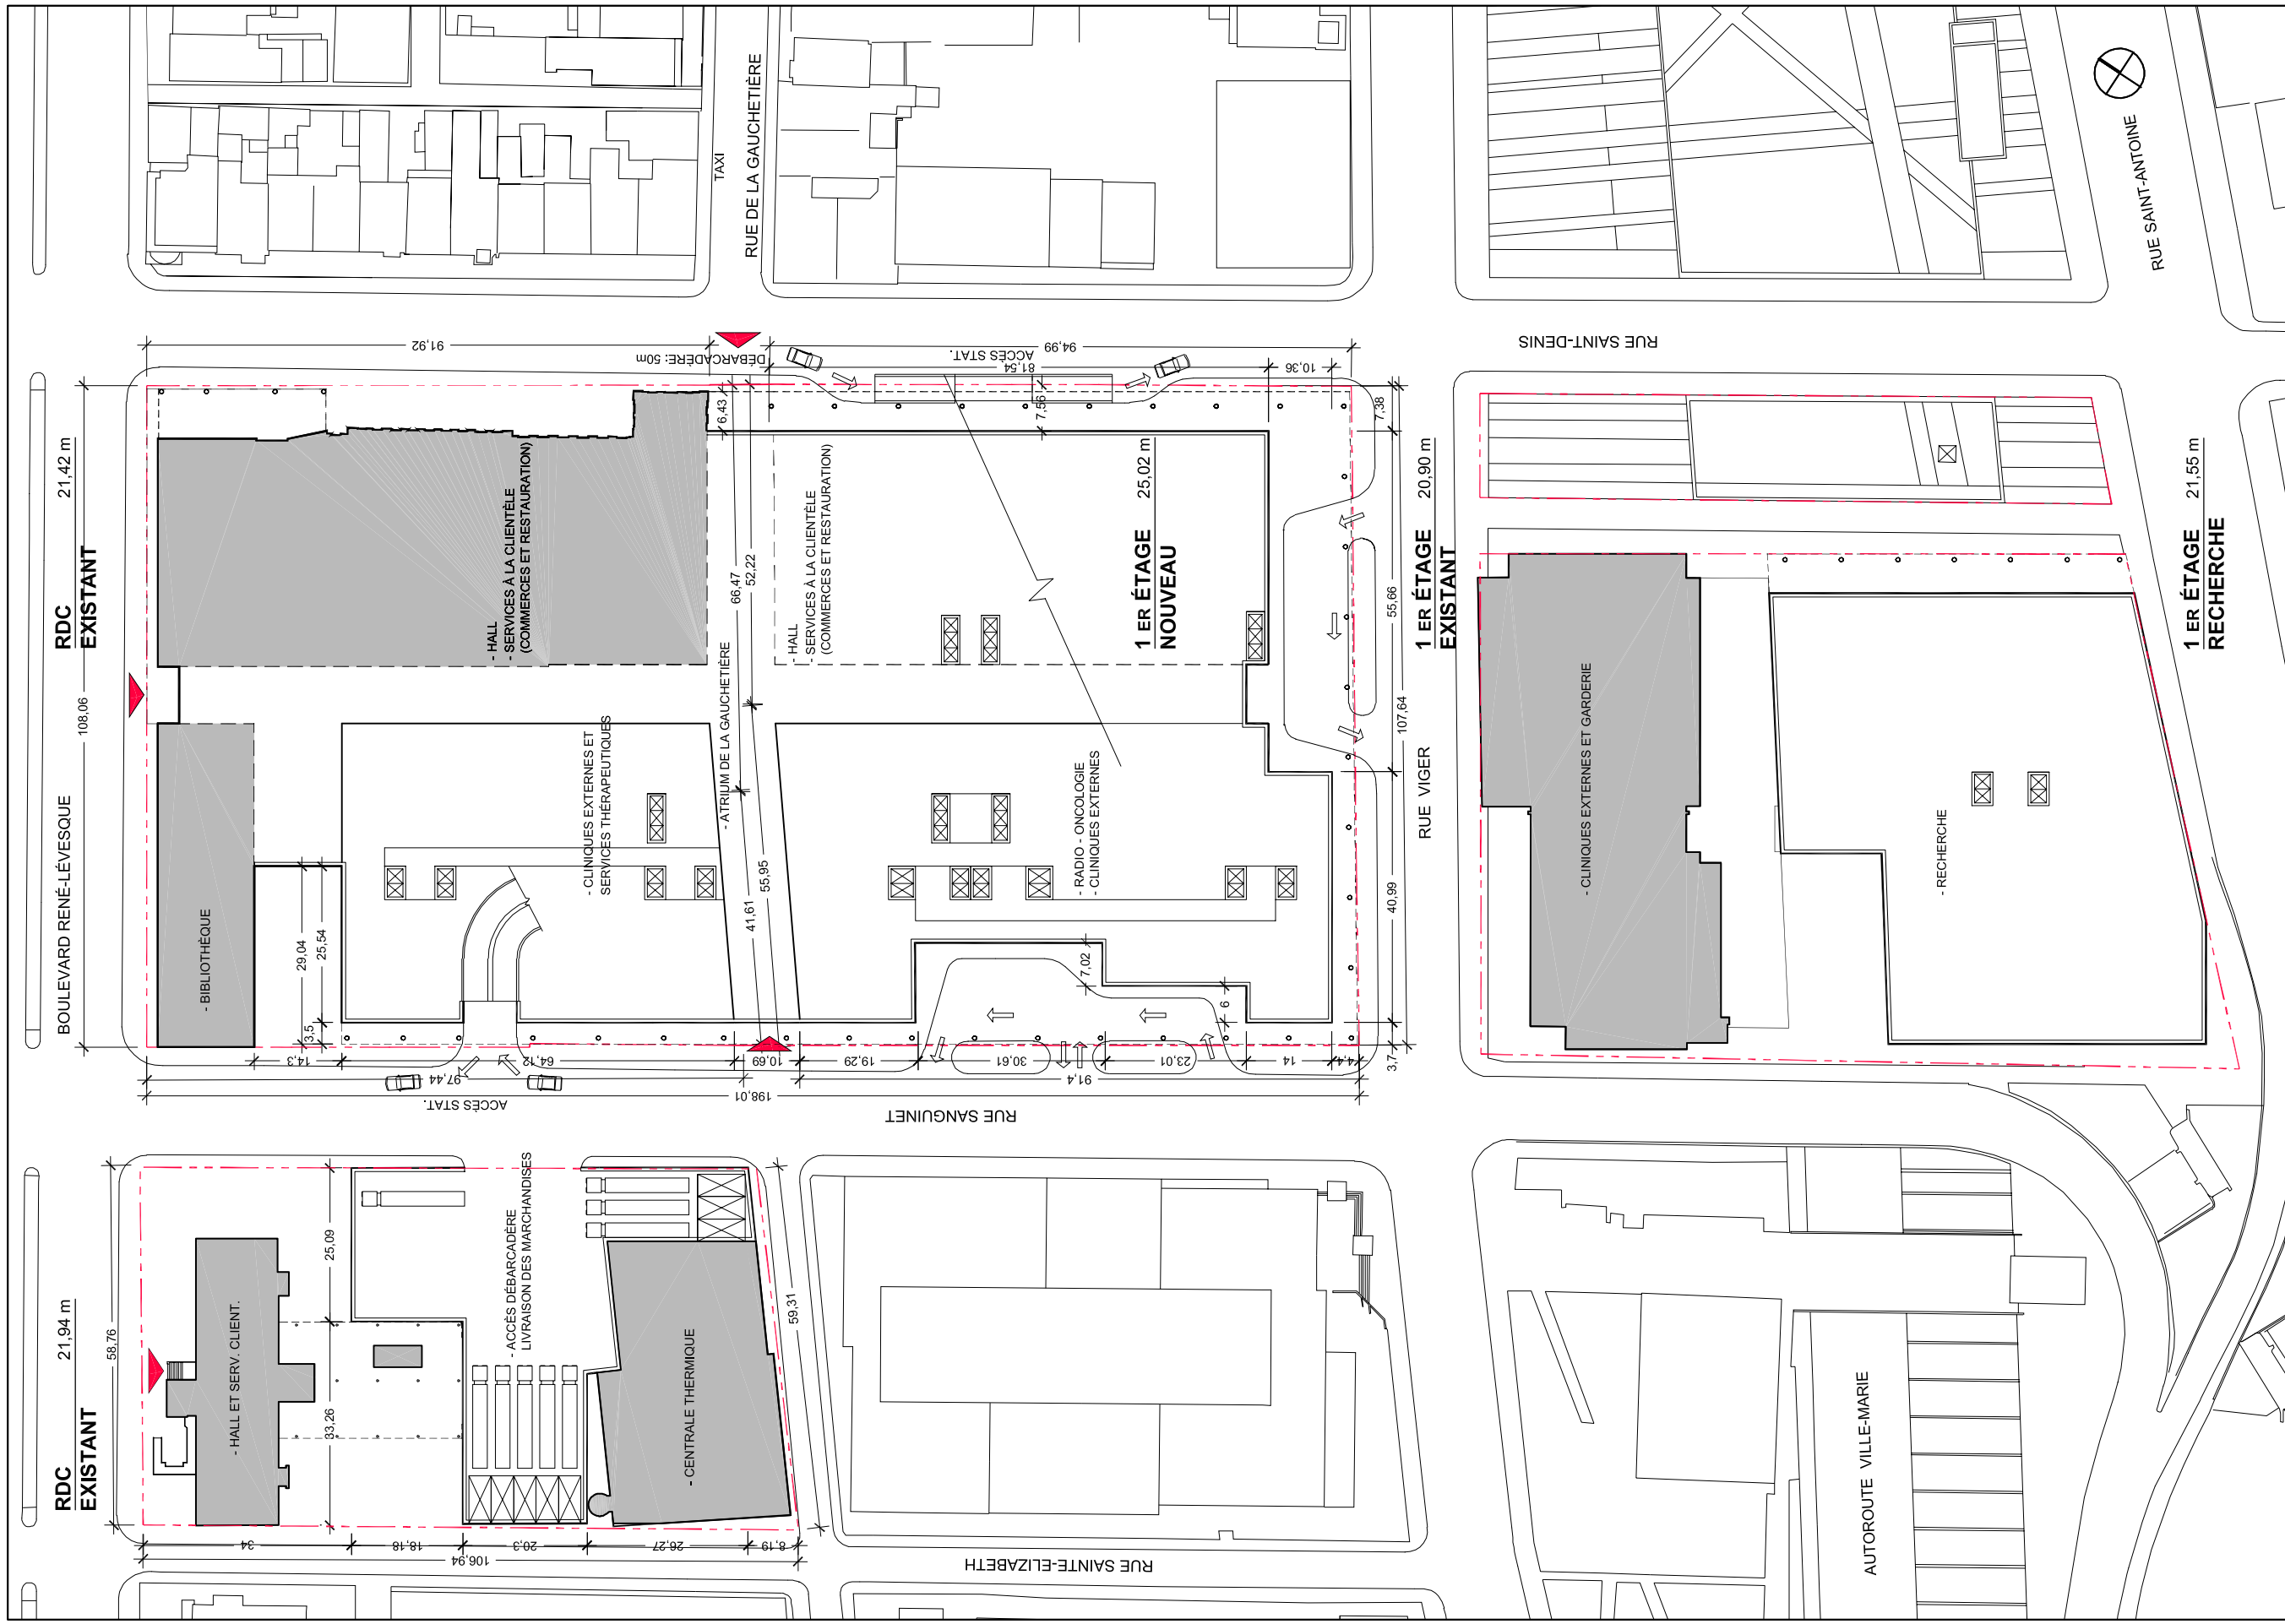 TAXI
RUE DE LA GAUCHETIÈRE
RUE SAINT-ANTOINE
RUE SAINT-DENIS
91,92
DÉBARCADÈRE: 50m
ACCÈS STAT.
94,99
81,54
10,36
6,43
7,56
7,38
RDC 21,42 m
EXISTANT
108,06
BOULEVARD RENÉ-LÉVESQUE
- HALL
- SERVICES À LA CLIENTÈLE
(COMMERCES ET RESTAURATION)
66,47
52,22
- HALL
- SERVICES À LA CLIENTÈLE
(COMMERCES ET RESTAURATION)
1 ER ÉTAGE 25,02 m
NOUVEAU
55,66
107,64
40,99
3,7
1 ER ÉTAGE 20,90 m
EXISTANT
RUE VIGER
1 ER ÉTAGE 21,55 m
RECHERCHE
- CLINIQUES EXTERNES ET GARDERIE
- RECHERCHE
- BIBLIOTHÈQUE
29,04
25,54
3,5
- CLINIQUES EXTERNES ET
SERVICES THÉRAPEUTIQUES
- ATRIUM DE LA GAUCHETIÈRE
41,61
55,95
- RADIO - ONCOLOGIE
- CLINIQUES EXTERNES
7,02
6
14,3
64,12
10,69
19,29
30,61
23,01
14
4,4
97,44
91,4
198,01
ACCÈS STAT.
RUE SANGUINET
RDC 21,94 m
EXISTANT
58,76
- HALL ET SERV. CLIENT.
25,09
33,26
- ACCÈS DÉBARCADÈRE
LIVRAISON DES MARCHANDISES
- CENTRALE THERMIQUE
59,31
34
18,18
20,3
26,27
8,19
106,94
RUE SAINTE-ELIZABETH
AUTOROUTE VILLE-MARIE